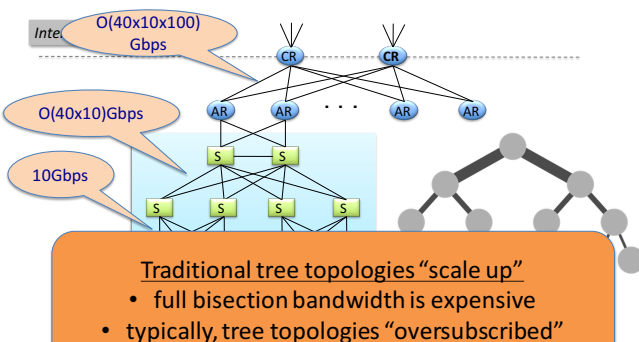 O(40x10x100)
Gbps
CR
CR
AR
AR
. . .
AR
AR
O(40x10)Gbps
S
S
10Gbps
S
S
S
S
Traditional tree topologies “scale up”
• full bisection bandwidth is expensive
• typically, tree topologies “oversubscribed”